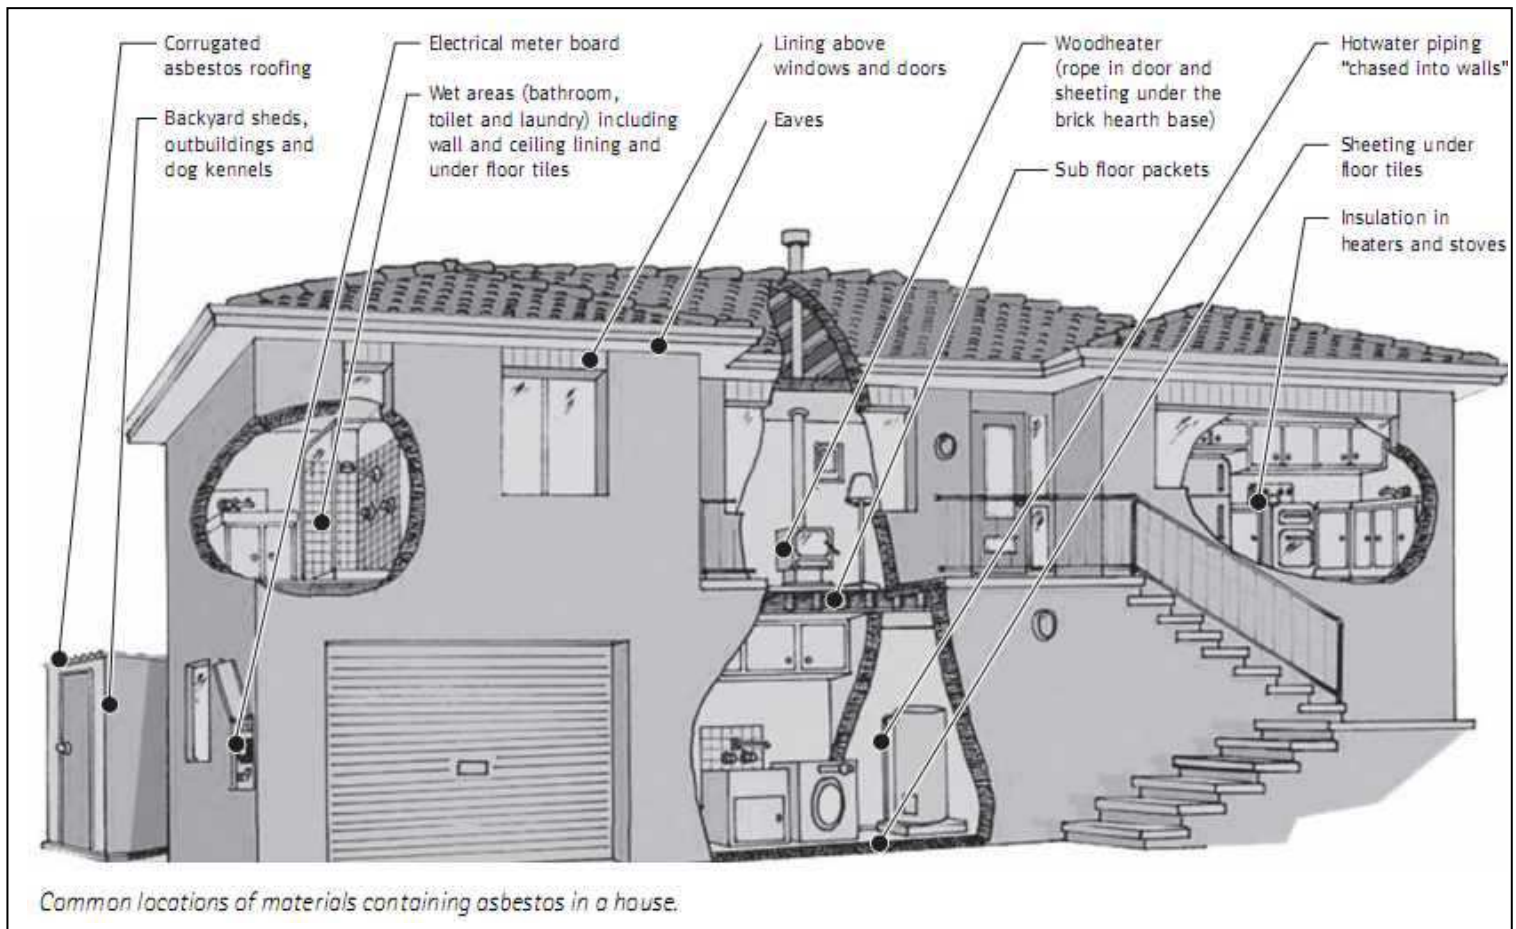 Corrugated
asbestos roofing
Backyard sheds,
outbuildings and
dog kennels
Electrical meter board
Wet areas (bathroom,
toilet and laundry) including
wall and ceiling lining and
under floor tiles
Lining above
windows and doors
Eaves
Woodheater
(rope in door and
sheeting under the
brick hearth base)
Sub floor packets
Hotwater piping
"chased into walls"
Sheeting under
floor tiles
Insulation in
heaters and stoves
Common locations of materials containing asbestos in a house.